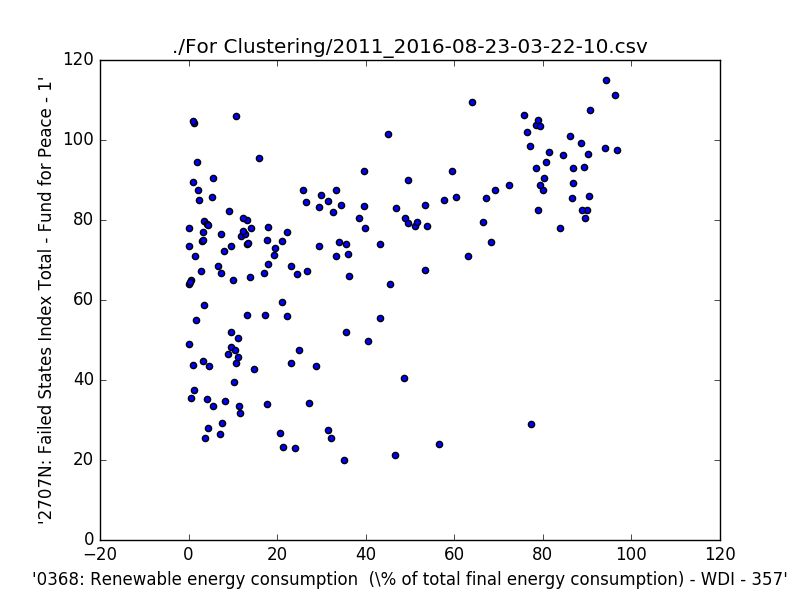 ./For Clustering/2011_2016-08-23-03-22-10.csv
120
100
80
60
40
20
0
'2707N: Failed States Index Total - Fund for Peace - 1'
−20 0 20 40 60 80 100 120
'0368: Renewable energy consumption (\% of total final energy consumption) - WDI - 357'